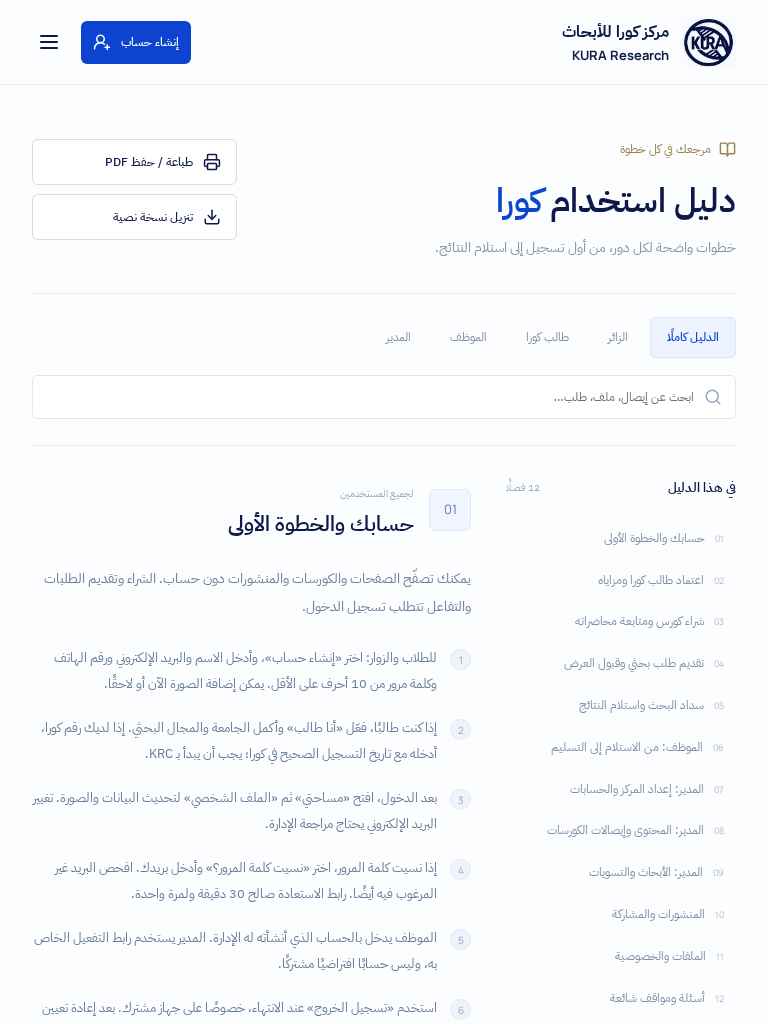 KURA
مركز كورا للأبحاث
KURA Research
إنشاء حساب
مرجعك في كل خطوة
دليل استخدام كورا
خطوات واضحة لكل دور، من أول تسجيل إلى استلام النتائج.
طباعة / حفظ PDF
تنزيل نسخة نصية
الدليل كاملًا
الزائر
طالب كورا
الموظف
المدير
ابحث عن إيصال، ملف، طلب...
في هذا الدليل
12 فصلًا
01 حسابك والخطوة الأولى
02 اعتماد طالب كورا ومزاياه
03 شراء كورس ومتابعة محاضراته
04 تقديم طلب بحثي وقبول العرض
05 سداد البحث واستلام النتائج
06 الموظف: من الاستلام إلى التسليم
07 المدير: إعداد المركز والحسابات
08 المدير: المحتوى وإيصالات الكورسات
09 المدير: الأبحاث والتسويات
10 المنشورات والمشاركة
11 الملفات والخصوصية
12 أسئلة ومواقف شائعة
01
لجميع المستخدمين
حسابك والخطوة الأولى
يمكنك تصفّح الصفحات والكورسات والمنشورات دون حساب. الشراء وتقديم الطلبات
والتفاعل تتطلب تسجيل الدخول.
1 للطلاب والزوار: اختر «إنشاء حساب»، وأدخل الاسم والبريد الإلكتروني ورقم الهاتف
وكلمة مرور من 10 أحرف على الأقل. يمكن إضافة الصورة الآن أو لاحقًا.
2 إذا كنت طالبًا، فعّل «أنا طالب» وأكمل الجامعة والمجال البحثي. إذا لديك رقم كورا،
أدخله مع تاريخ التسجيل الصحيح في كورا؛ يجب أن يبدأ بـ KRC.
3 بعد الدخول، افتح «مساحتي» ثم «الملف الشخصي» لتحديث البيانات والصورة. تغيير
البريد الإلكتروني يحتاج مراجعة الإدارة.
4 إذا نسيت كلمة المرور، اختر «نسيت كلمة المرور؟» وأدخل بريدك. افحص البريد غير
المرغوب فيه أيضًا. رابط الاستعادة صالح 30 دقيقة ولمرة واحدة.
5 الموظف يدخل بالحساب الذي أنشأته له الإدارة. المدير يستخدم رابط التفعيل الخاص
به، وليس حسابًا افتراضيًا مشتركًا.
6 استخدم «تسجيل الخروج» عند الانتهاء، خصوصًا على جهاز مشترك. بعد إعادة تعيين